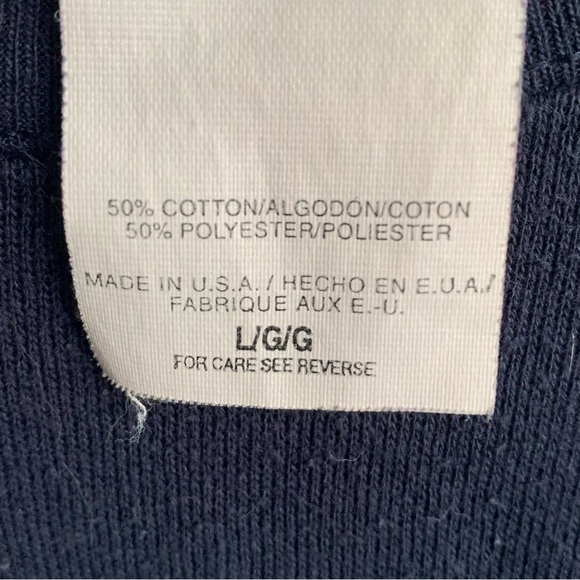 50% COTTON/ALGODON/COTON
50% POLYESTER/POLIESTER
MADE IN U.S.A./HECHO EN E.U.A./
FABRIQUE AUX E.-U.
L/G/G
FOR CARE SEE REVERSE